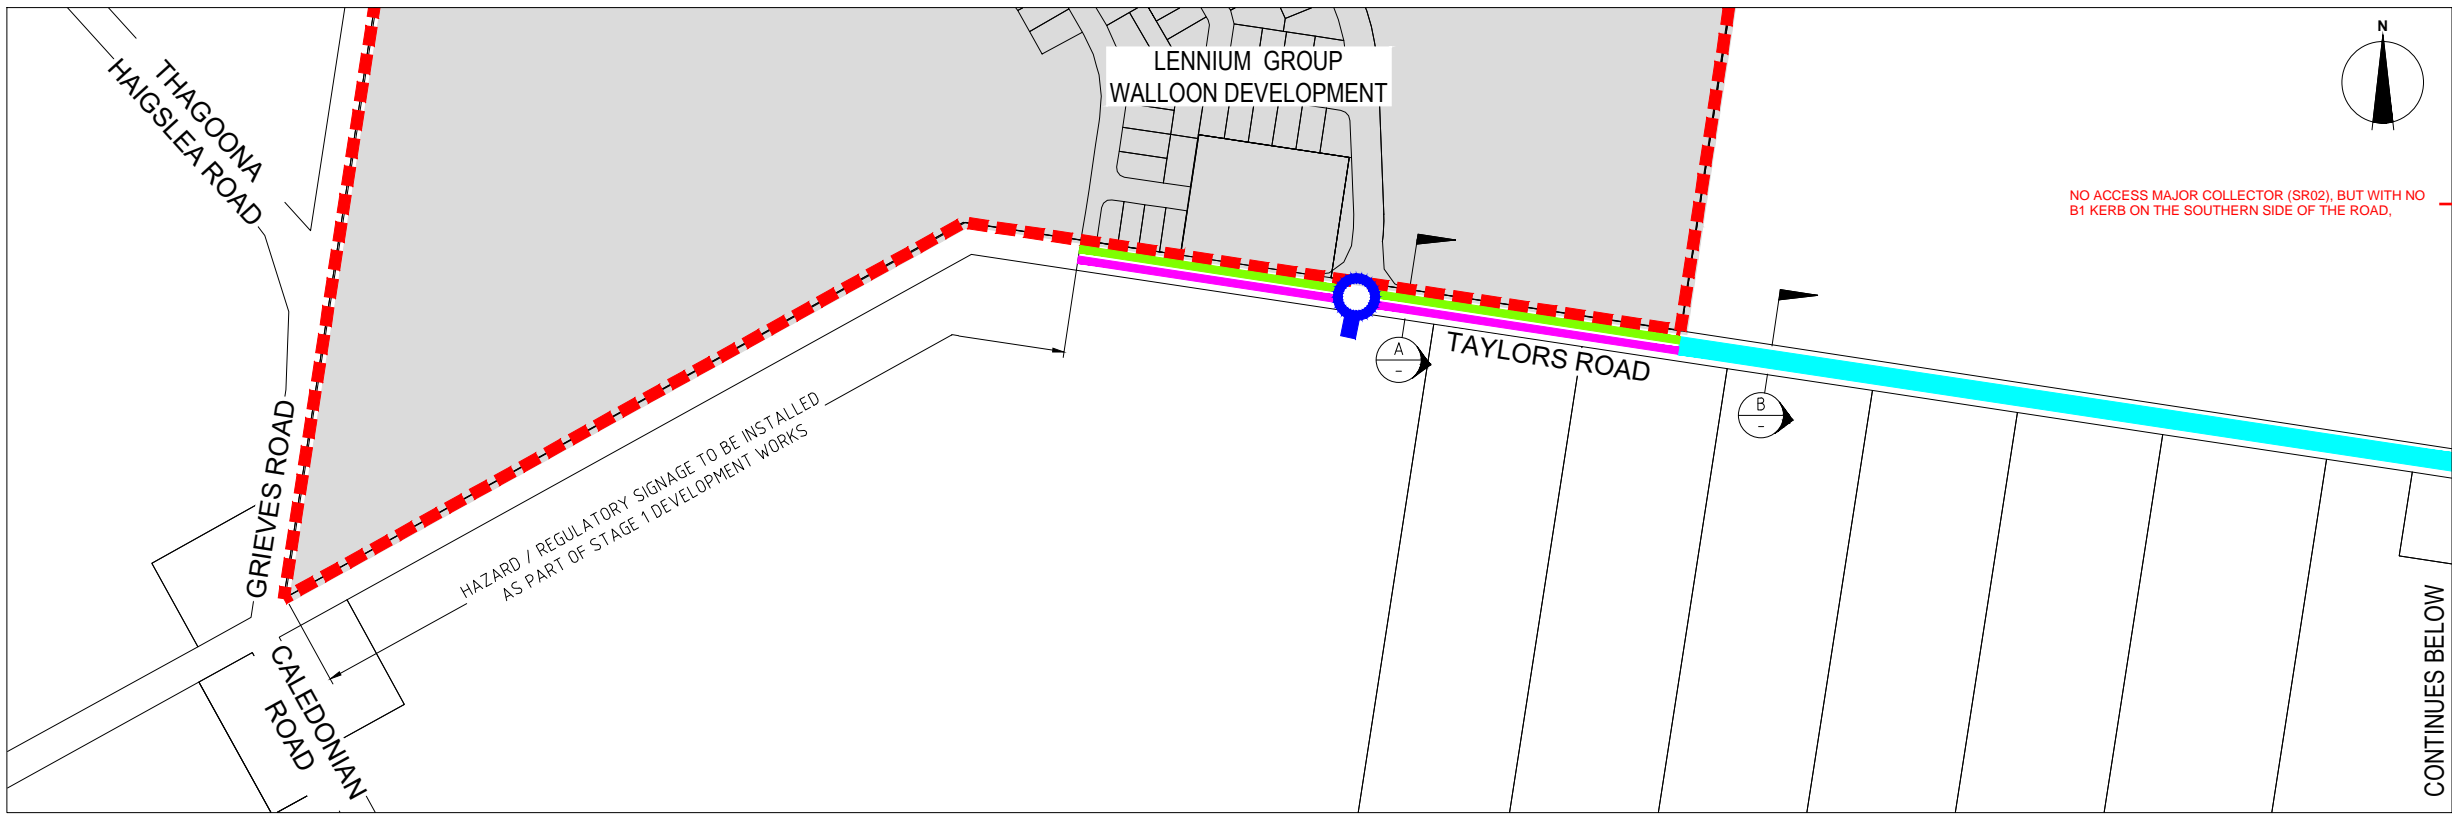 THAGOONA
HAIGSLEA ROAD
LENNIUM GROUP
WALLOON DEVELOPMENT
N
NO ACCESS MAJOR COLLECTOR (SR02), BUT WITH NO
B1 KERB ON THE SOUTHERN SIDE OF THE ROAD,
A
-
TAYLORS ROAD
B
-
GRIEVES ROAD
HAZARD / REGULATORY SIGNAGE TO BE INSTALLED
AS PART OF STAGE 1 DEVELOPMENT WORKS
CALEDONIAN
ROAD
CONTINUES BELOW